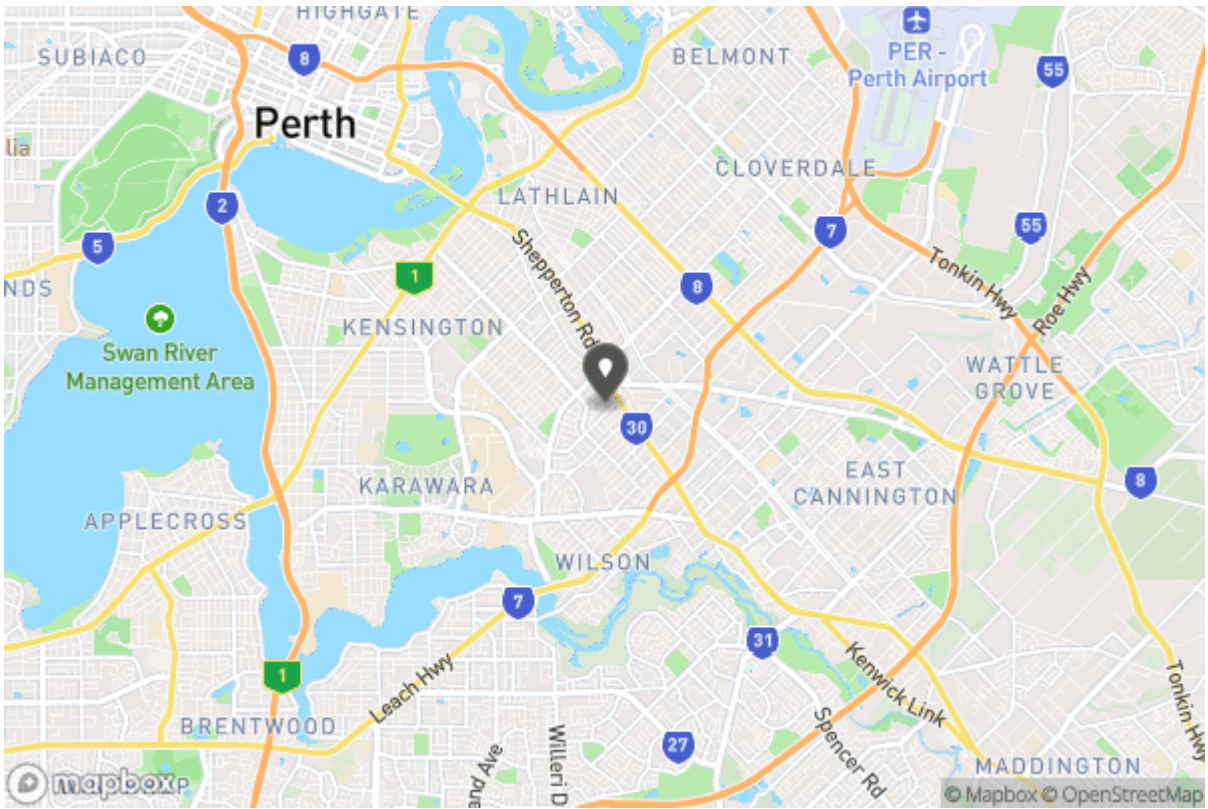 HIGHGATE
SUBIACO
8
BELMONT
PER -
Perth Airport
55
Perth
lia
CLOVERDALE
LATHLAIN
2
7
55
5
Shepperton Rd
Tonkin Hwy
1
8
NDS
Roe Hwy
KENSINGTON
Swan River
Management Area
WATTLE
GROVE
30
EAST
CANNINGTON
KARAWARA
8
APPLECROSS
WILSON
7
31
Kenwick Link
1
Leach Hwy
Tonkin Hwy
BRENTWOOD
Spencer Rd
27
and Ave
Willeri D
MADDINGTON
mapbox
© Mapbox © OpenStreetMap